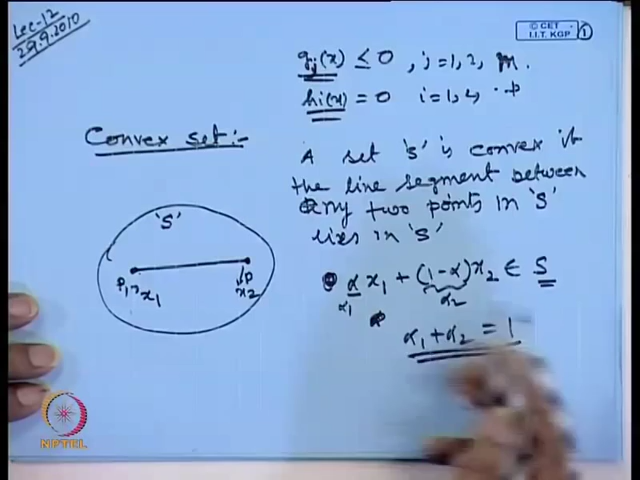 Lec-12
29.9.2010
© CET
I.I.T. KGP
1
gj(x) ≤ 0 , j=1,2, m.
hi(x) = 0 i=1,2, ..p
Convex set:-
A set 's' is convex if
the line segment between
any two points in 's'
lies in 's'
's'
P1, x1
P
x2
α x1 + (1-α)x2 ∈ S
α1
α2
α1+α2 = 1
NPTEL